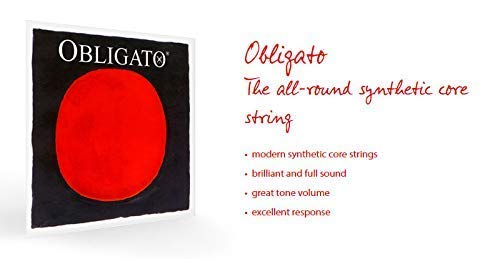 OBLIGATO®
Obligato
The all-round synthetic core
string
• modern synthetic core strings
• brilliant and full sound
• great tone volume
• excellent response